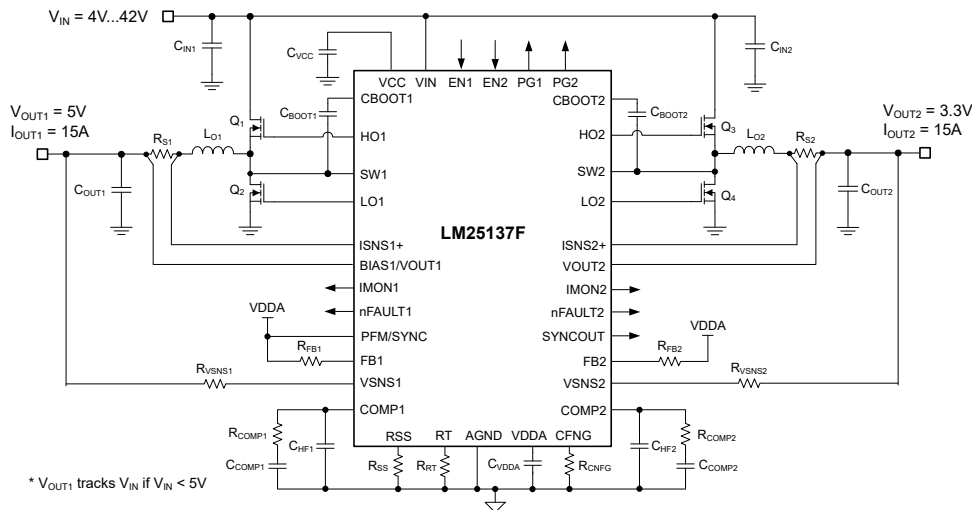 V_IN = 4V...42V
C_IN1
C_VCC
C_IN2
VCC
VIN
EN1
EN2
PG1
PG2
V_OUT1 = 5V
I_OUT1 = 15A
V_OUT2 = 3.3V
I_OUT2 = 15A
CBOOT1
CBOOT2
C_BOOT1
C_BOOT2
Q1
Q3
HO1
HO2
R_S1
L_O1
L_O2
R_S2
SW1
SW2
C_OUT1
Q2
Q4
C_OUT2
LO1
LO2
LM25137F
ISNS1+
ISNS2+
BIAS1/VOUT1
VOUT2
IMON1
IMON2
nFAULT1
nFAULT2
VDDA
VDDA
PFM/SYNC
SYNCOUT
R_FB1
R_FB2
FB1
FB2
R_VSNS1
R_VSNS2
VSNS1
VSNS2
COMP1
COMP2
R_COMP1
C_HF1
C_HF2
R_COMP2
RSS
RT
AGND
VDDA
CFNG
C_COMP1
R_SS
R_RT
C_VDDA
R_CNFG
C_COMP2
* V_OUT1 tracks V_IN if V_IN < 5V